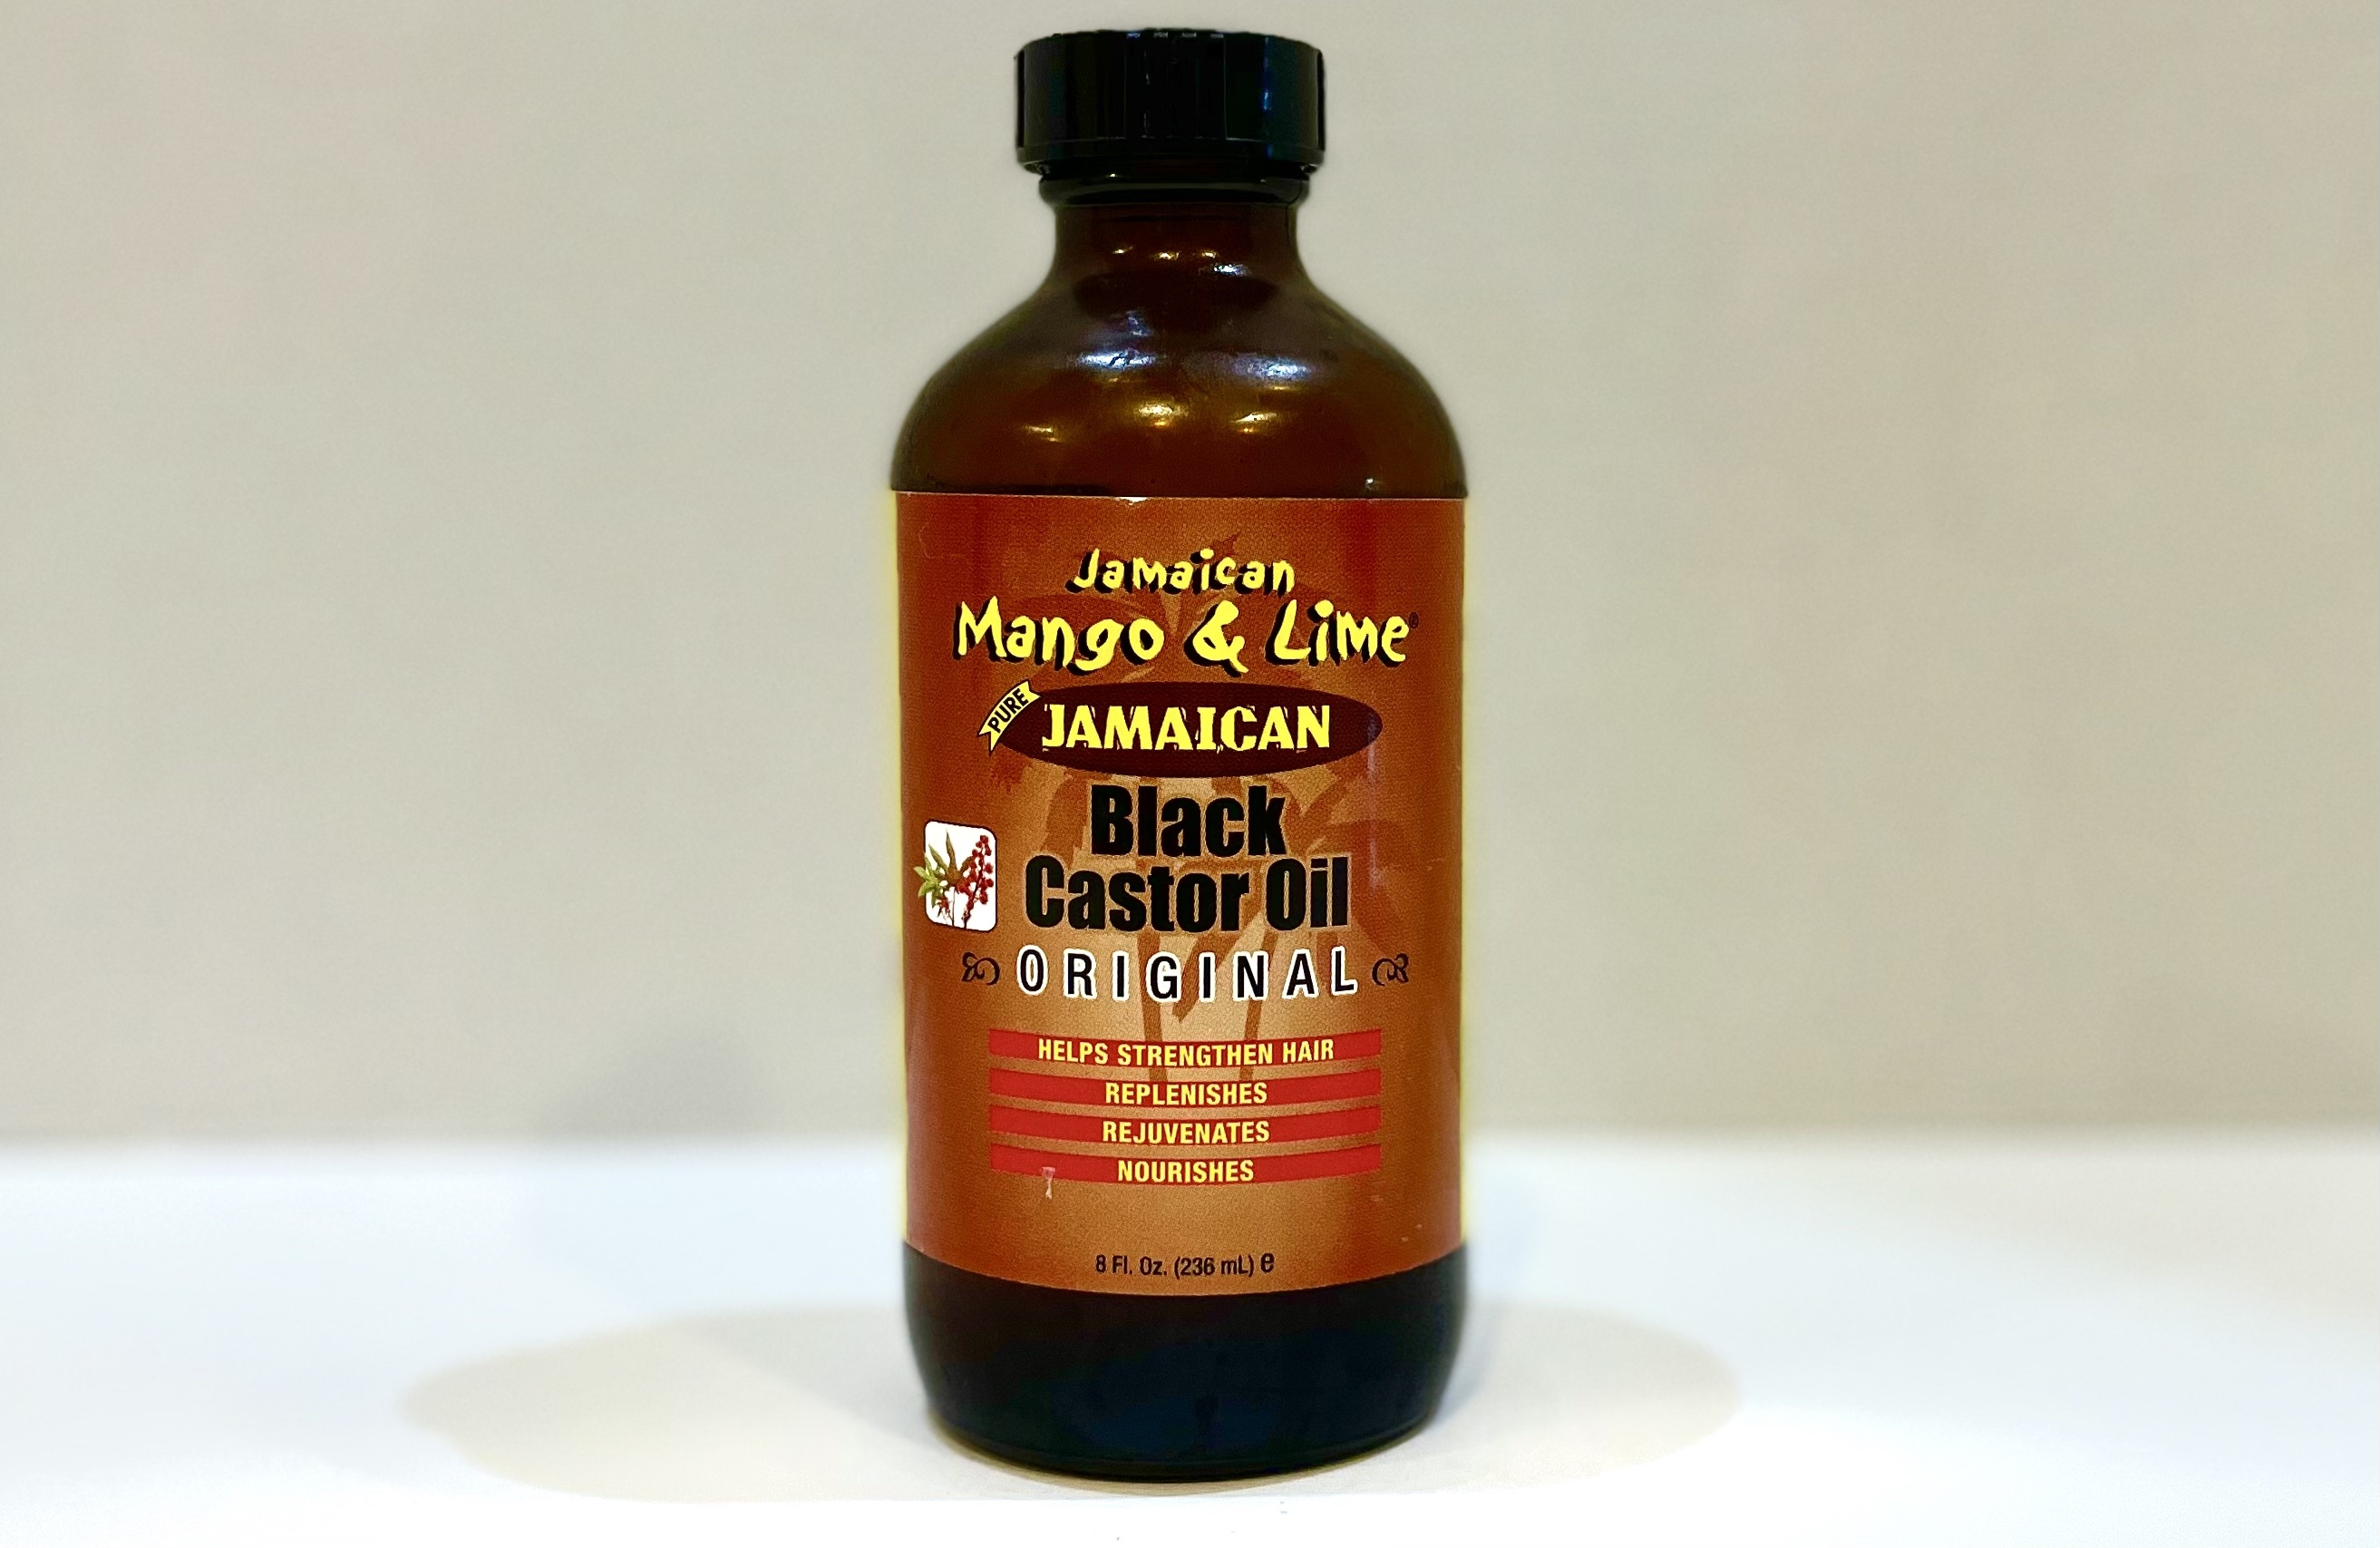 Jamaican
Mango & Lime®
PURE
JAMAICAN
Black
Castor Oil
ORIGINAL
HELPS STRENGTHEN HAIR
REPLENISHES
REJUVENATES
NOURISHES
8 Fl. Oz. (236 mL) e